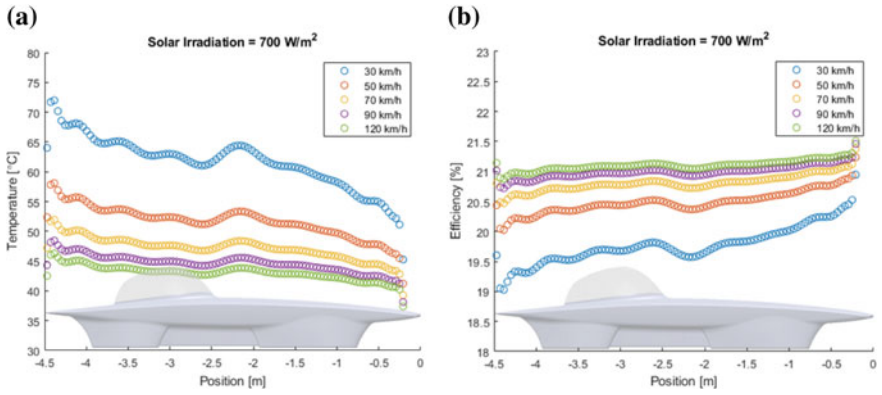 (a)
Solar Irradiation = 700 W/m²
80
75
70
65
60
55
50
45
40
35
30
Temperature [°C]
30 km/h
50 km/h
70 km/h
90 km/h
120 km/h
-4.5 -4 -3.5 -3 -2.5 -2 -1.5 -1 -0.5 0
Position [m]
(b)
Solar Irradiation = 700 W/m²
23
22.5
22
21.5
21
20.5
20
19.5
19
18.5
18
Efficiency [%]
30 km/h
50 km/h
70 km/h
90 km/h
120 km/h
-4.5 -4 -3.5 -3 -2.5 -2 -1.5 -1 -0.5 0
Position [m]